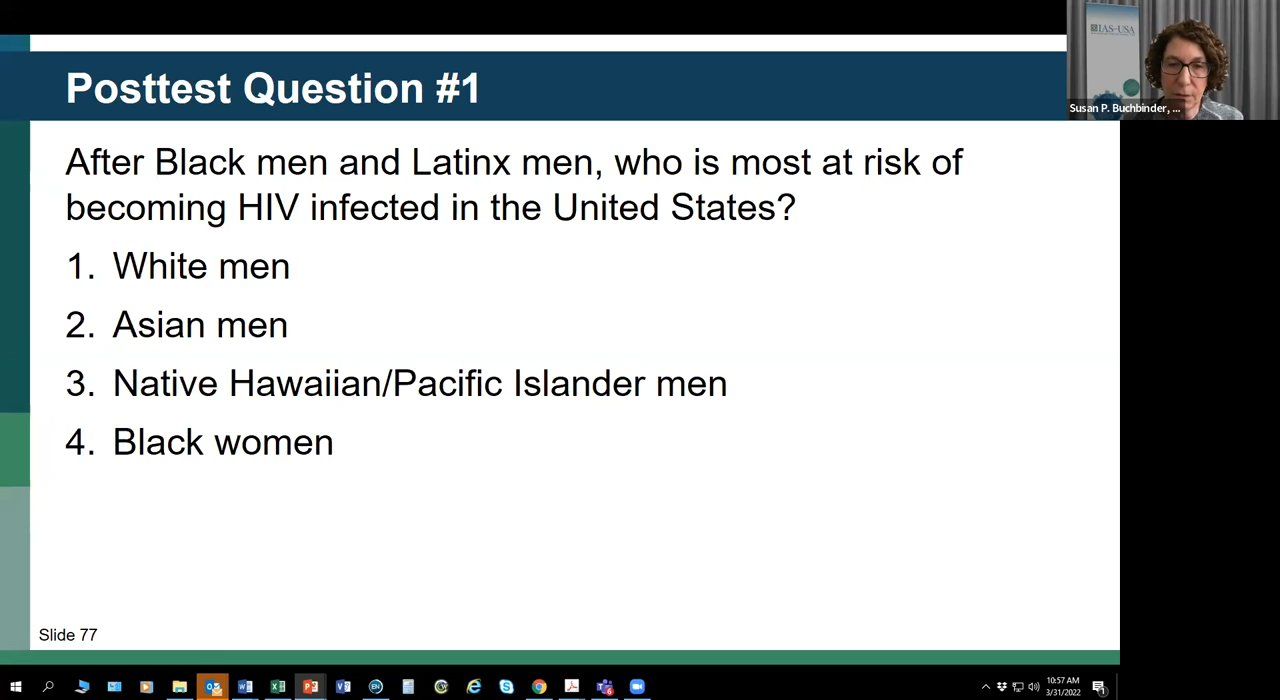 Posttest Question #1
IAS–USA
Susan P. Buchbinder, ...
After Black men and Latinx men, who is most at risk of
becoming HIV infected in the United States?
1. White men
2. Asian men
3. Native Hawaiian/Pacific Islander men
4. Black women
Slide 77
10:57 AM
3/31/2022